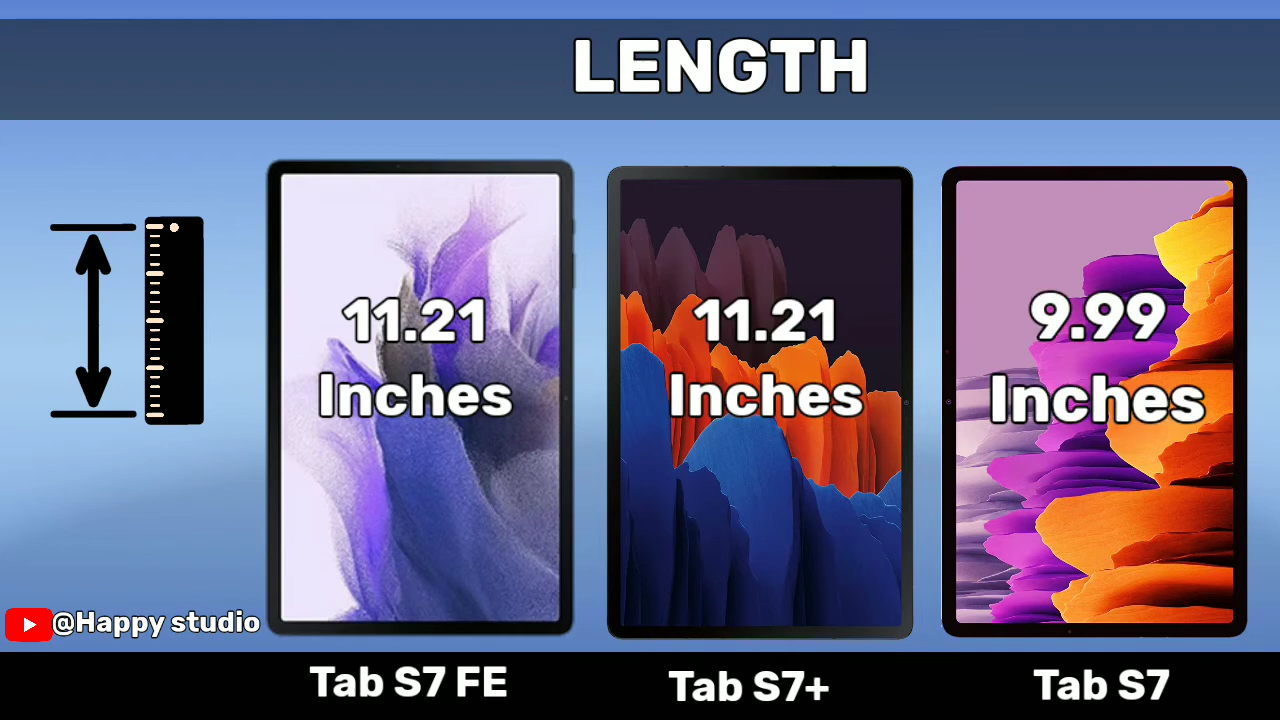 LENGTH
11.21
Inches
11.21
Inches
9.99
Inches
@Happy studio
Tab S7 FE
Tab S7+
Tab S7